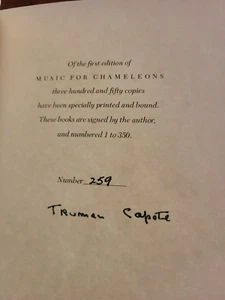 Of the first edition of
MUSIC FOR CHAMELEONS
three hundred and fifty copies
have been specially printed and bound.
These books are signed by the author,
and numbered 1 to 350.
Number 259
Truman Capote